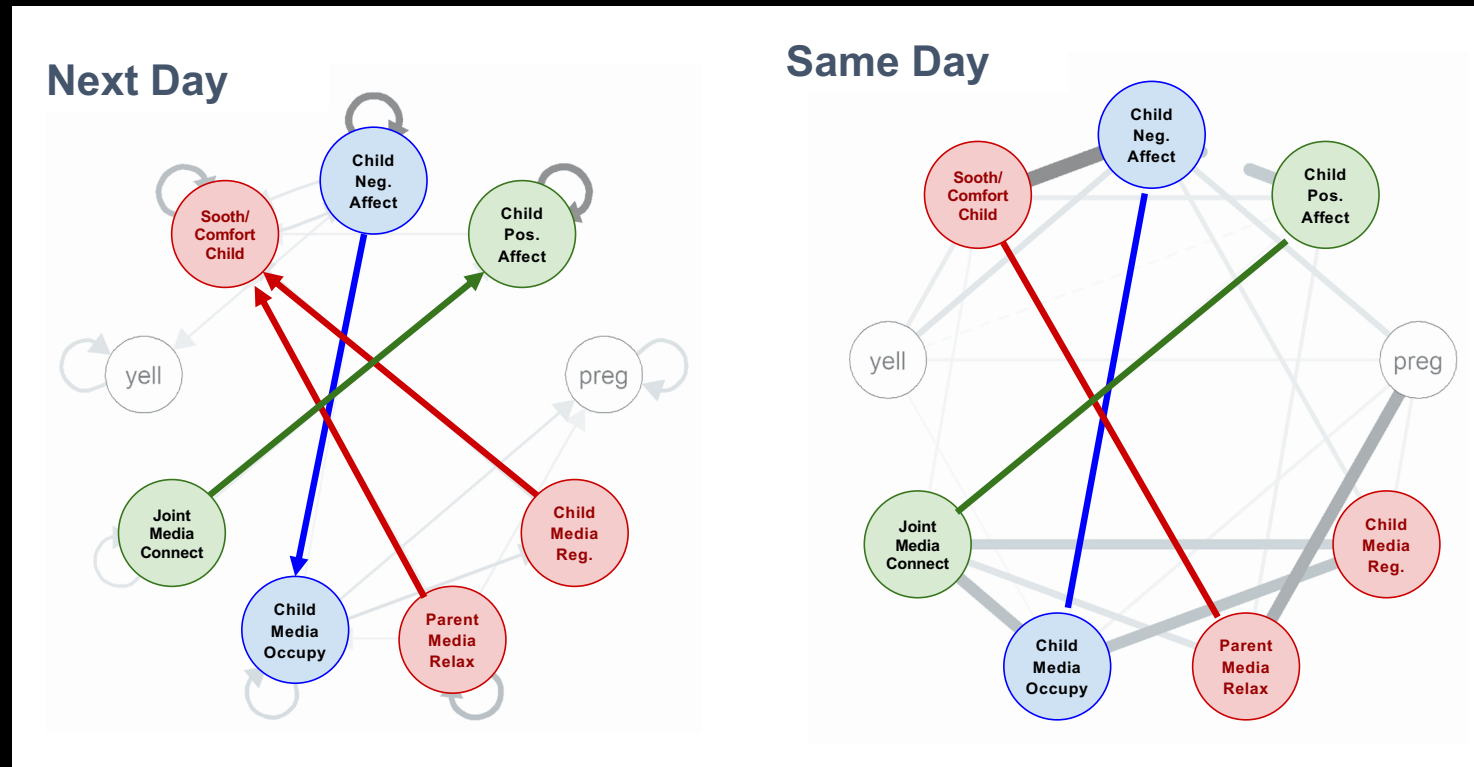 Next Day
Child
Neg.
Affect
Sooth/
Comfort
Child
Child
Pos.
Affect
yell
preg
Joint
Media
Connect
Child
Media
Reg.
Child
Media
Occupy
Parent
Media
Relax
Same Day
Child
Neg.
Affect
Sooth/
Comfort
Child
Child
Pos.
Affect
yell
preg
Joint
Media
Connect
Child
Media
Reg.
Child
Media
Occupy
Parent
Media
Relax